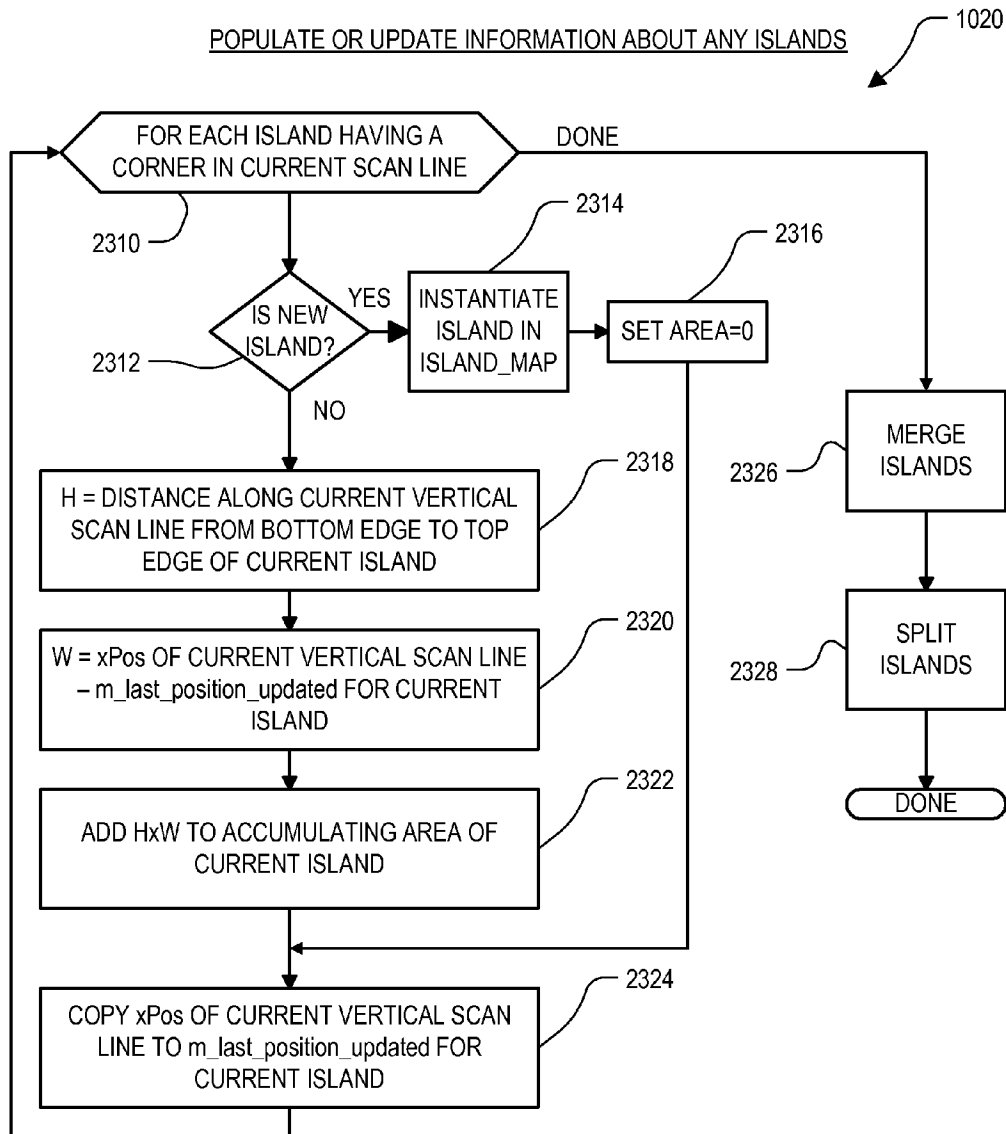 1020
POPULATE OR UPDATE INFORMATION ABOUT ANY ISLANDS
FOR EACH ISLAND HAVING A
CORNER IN CURRENT SCAN LINE
DONE
2310
2314
2316
IS NEW
ISLAND?
YES
INSTANTIATE
ISLAND IN
ISLAND_MAP
SET AREA=0
2312
NO
2318
H = DISTANCE ALONG CURRENT VERTICAL
SCAN LINE FROM BOTTOM EDGE TO TOP
EDGE OF CURRENT ISLAND
2320
W = xPos OF CURRENT VERTICAL SCAN LINE
– m_last_position_updated FOR CURRENT
ISLAND
2322
ADD HxW TO ACCUMULATING AREA OF
CURRENT ISLAND
2324
COPY xPos OF CURRENT VERTICAL SCAN
LINE TO m_last_position_updated FOR
CURRENT ISLAND
MERGE
ISLANDS
2326
SPLIT
ISLANDS
2328
DONE